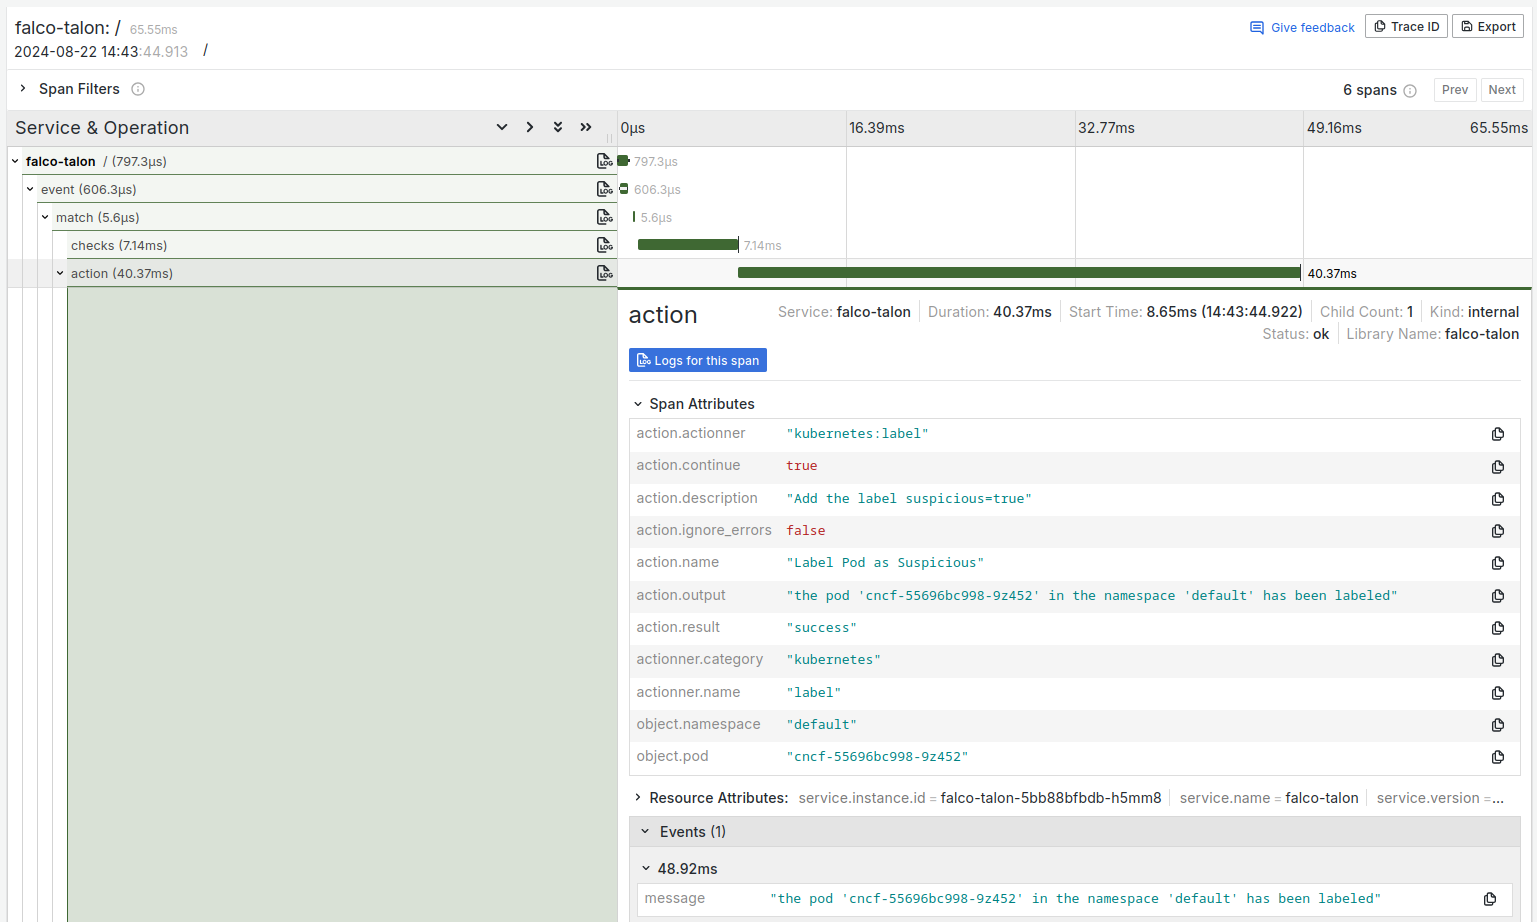 falco-talon: / 65.55ms
Give feedback Trace ID Export
2024-08-22 14:43:44.913 /
Span Filters
6 spans Prev Next
Service & Operation
0μs 16.39ms 32.77ms 49.16ms 65.55ms
falco-talon / (797.3μs) LOG 797.3μs
event (606.3μs) LOG 606.3μs
match (5.6μs) LOG 5.6μs
checks (7.14ms) LOG 7.14ms
action (40.37ms) LOG 40.37ms
action
Service: falco-talon Duration: 40.37ms Start Time: 8.65ms (14:43:44.922) Child Count: 1 Kind: internal
Status: ok Library Name: falco-talon
LOG Logs for this span
Span Attributes
action.actionner "kubernetes:label"
action.continue true
action.description "Add the label suspicious=true"
action.ignore_errors false
action.name "Label Pod as Suspicious"
action.output "the pod 'cncf-55696bc998-9z452' in the namespace 'default' has been labeled"
action.result "success"
actionner.category "kubernetes"
actionner.name "label"
object.namespace "default"
object.pod "cncf-55696bc998-9z452"
Resource Attributes: service.instance.id = falco-talon-5bb88bfbdb-h5mm8 service.name = falco-talon service.version =...
Events (1)
48.92ms
message "the pod 'cncf-55696bc998-9z452' in the namespace 'default' has been labeled"